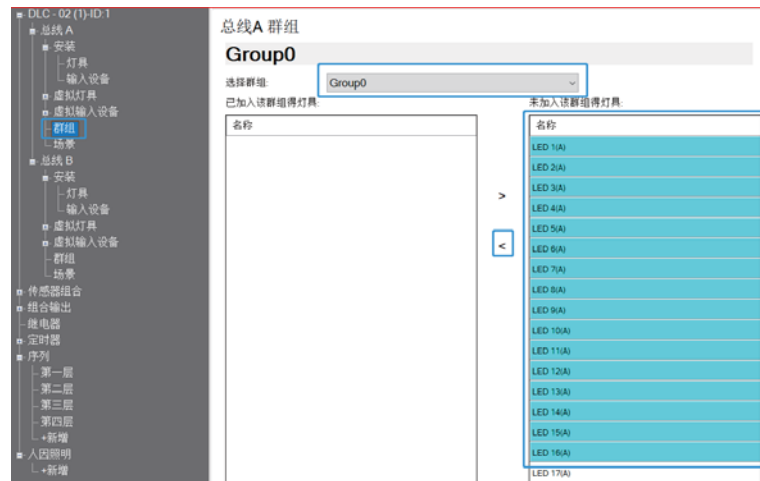 DLC - 02 (1)-ID:1
总线 A
安装
灯具
输入设备
虚拟灯具
虚拟输入设备
群组
场景
总线 B
安装
灯具
输入设备
虚拟灯具
虚拟输入设备
群组
场景
传感器组合
组合输出
继电器
定时器
序列
第一层
第二层
第三层
第四层
+新增
人因照明
+新增
总线A 群组
Group0
选择群组:
Group0
已加入该群组得灯具:
名称
>
<
未加入该群组得灯具:
名称
LED 1(A)
LED 2(A)
LED 3(A)
LED 4(A)
LED 5(A)
LED 6(A)
LED 7(A)
LED 8(A)
LED 9(A)
LED 10(A)
LED 11(A)
LED 12(A)
LED 13(A)
LED 14(A)
LED 15(A)
LED 16(A)
LED 17(A)